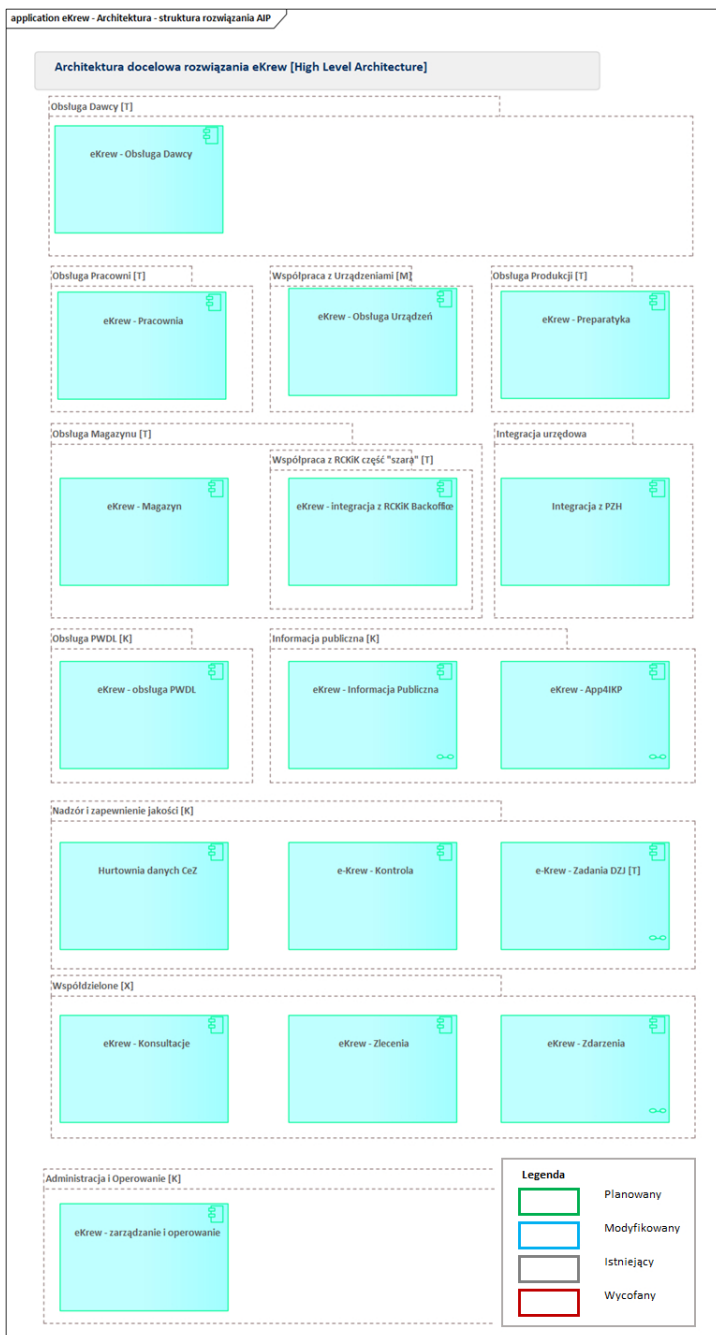 application eKrew - Architektura - struktura rozwiązania AIP
Architektura docelowa rozwiązania eKrew [High Level Architecture]
Obsługa Dawcy [T]
eKrew - Obsługa Dawcy
Obsługa Pracowni [T]
Współpraca z Urządzeniami [M]
Obsługa Produkcji [T]
eKrew - Pracownia
eKrew - Obsługa Urządzeń
eKrew - Preparatyka
Obsługa Magazynu [T]
Integracja urzędowa
Współpraca z RCKiK część "szara" [T]
eKrew - Magazyn
eKrew - integracja z RCKiK Backoffice
Integracja z PZH
Obsługa PWDL [K]
Informacja publiczna [K]
eKrew - obsługa PWDL
eKrew - Informacja Publiczna
eKrew - App4IKP
Nadzór i zapewnienie jakości [K]
Hurtownia danych CeZ
e-Krew - Kontrola
e-Krew - Zadania DZJ [T]
Współdzielone [X]
eKrew - Konsultacje
eKrew - Zlecenia
eKrew - Zdarzenia
Administracja i Operowanie [K]
eKrew - zarządzanie i operowanie
Legenda
Planowany
Modyfikowany
Istniejący
Wycofany